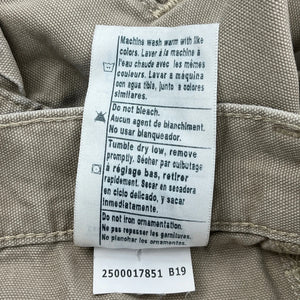 Machine wash warm with like
colors. Laver à la machine à
l'eau chaude avec les mêmes
couleurs. Lavar a máquina
con agua tibia, junto a colores
similares.
Do not bleach.
Aucun agent de blanchiment.
No usar blanqueador.
Tumble dry low, remove
promptly. Sécher par culbutage
à réglage bas, retirer
rapidement. Secar en secadora
en ciclo delicado, y sacar
inmediatamente.
Do not iron ornamentation.
Ne pas repasser les garnitures.
No planchar los ornamentos.
2500017851 B19